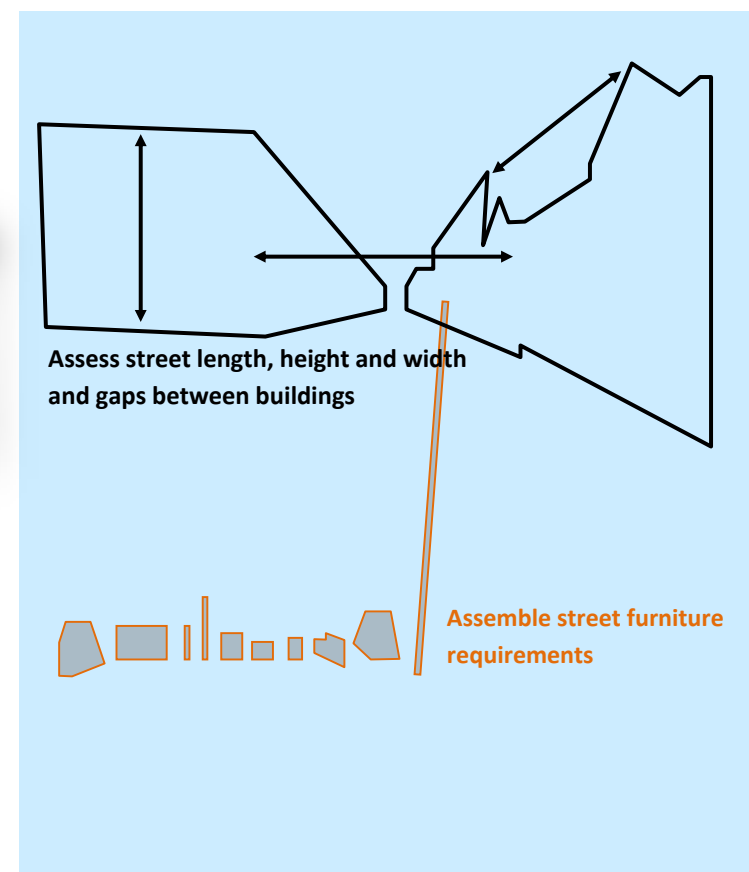 Assess street length, height and width
and gaps between buildings
Assemble street furniture
requirements